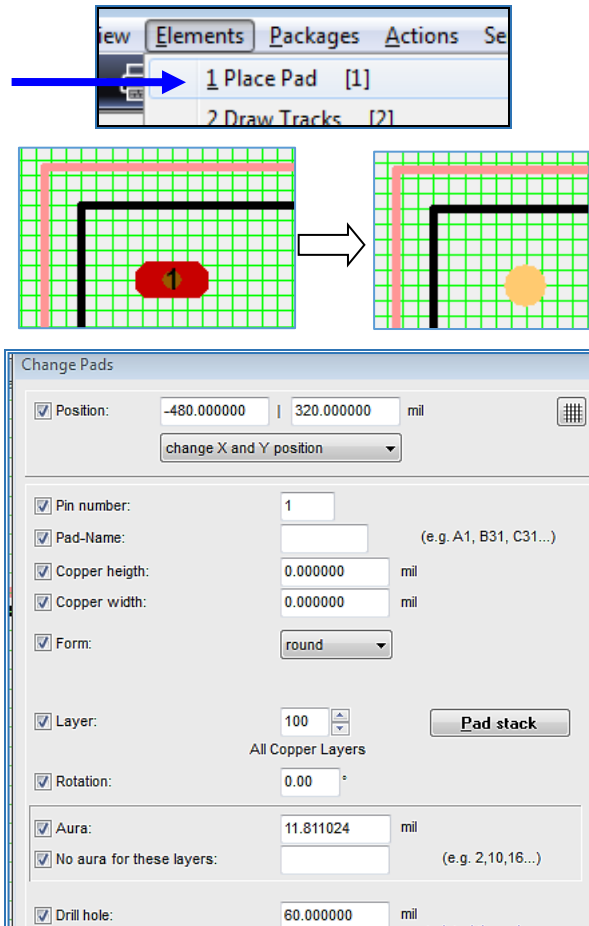 iew Elements Packages Actions Se
1 Place Pad [1]
2 Draw Tracks [2]
1
Change Pads
Position: -480.000000 | 320.000000 mil
change X and Y position
Pin number: 1
Pad-Name: (e.g. A1, B31, C31...)
Copper heigth: 0.000000 mil
Copper width: 0.000000 mil
Form: round
Layer: 100 Pad stack
All Copper Layers
Rotation: 0.00 °
Aura: 11.811024 mil
No aura for these layers: (e.g. 2,10,16...)
Drill hole: 60.000000 mil